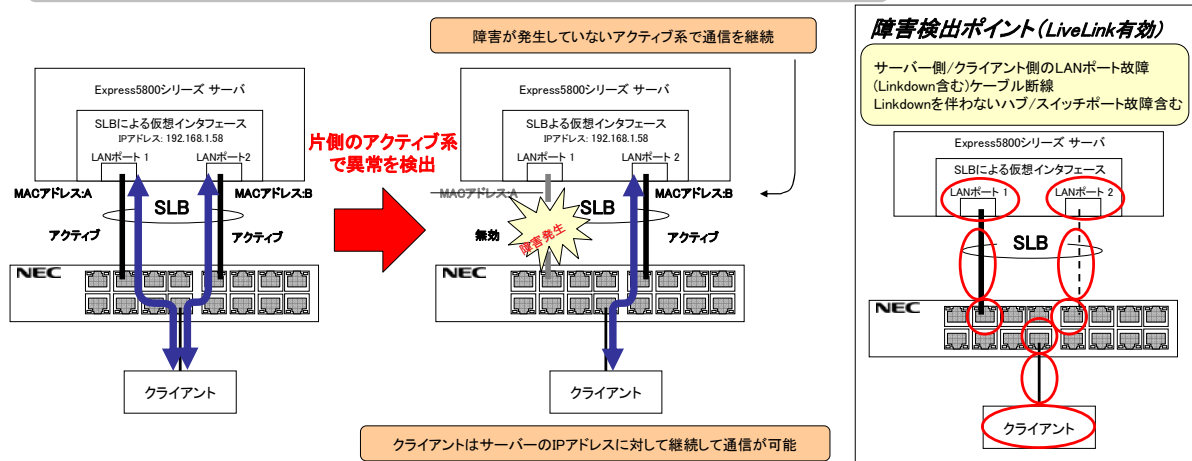 障害が発生していないアクティブ系で通信を継続
Express5800シリーズ サーバ
SLBによる仮想インタフェース
IPアドレス: 192.168.1.58
LANポート 1
LANポート2
MACアドレス:A
MACアドレス:B
SLB
アクティブ
アクティブ
NEC
クライアント
片側のアクティブ系
で異常を検出
Express5800シリーズ サーバ
SLBよる仮想インタフェース
IPアドレス: 192.168.1.58
LANポート 1
LANポート 2
MACアドレス:A
MACアドレス:B
SLB
無効
障害発生
アクティブ
NEC
クライアント
クライアントはサーバーのIPアドレスに対して継続して通信が可能
障害検出ポイント(LiveLink有効)
サーバー側/クライアント側のLANポート故障
(Linkdown含む)ケーブル断線
Linkdownを伴わないハブ/スイッチポート故障含む
Express5800シリーズ サーバ
SLBによる仮想インタフェース
LANポート 1
LANポート 2
SLB
NEC
クライアント